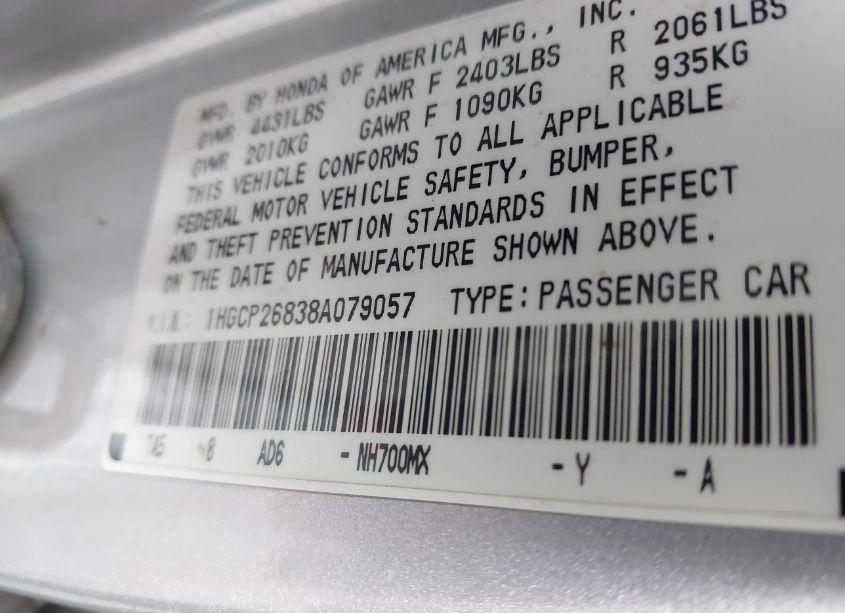 MFD. BY HONDA OF AMERICA MFG., INC.
GVWR 4431LBS GAWR F 2403LBS R 2061LBS
GVWR 2010KG GAWR F 1090KG R 935KG
THIS VEHICLE CONFORMS TO ALL APPLICABLE
FEDERAL MOTOR VEHICLE SAFETY, BUMPER,
AND THEFT PREVENTION STANDARDS IN EFFECT
ON THE DATE OF MANUFACTURE SHOWN ABOVE.
V.I.N.: 1HGCP26838A079057 TYPE:PASSENGER CAR
TA5 -8 AD6 -NH700MX -Y -A